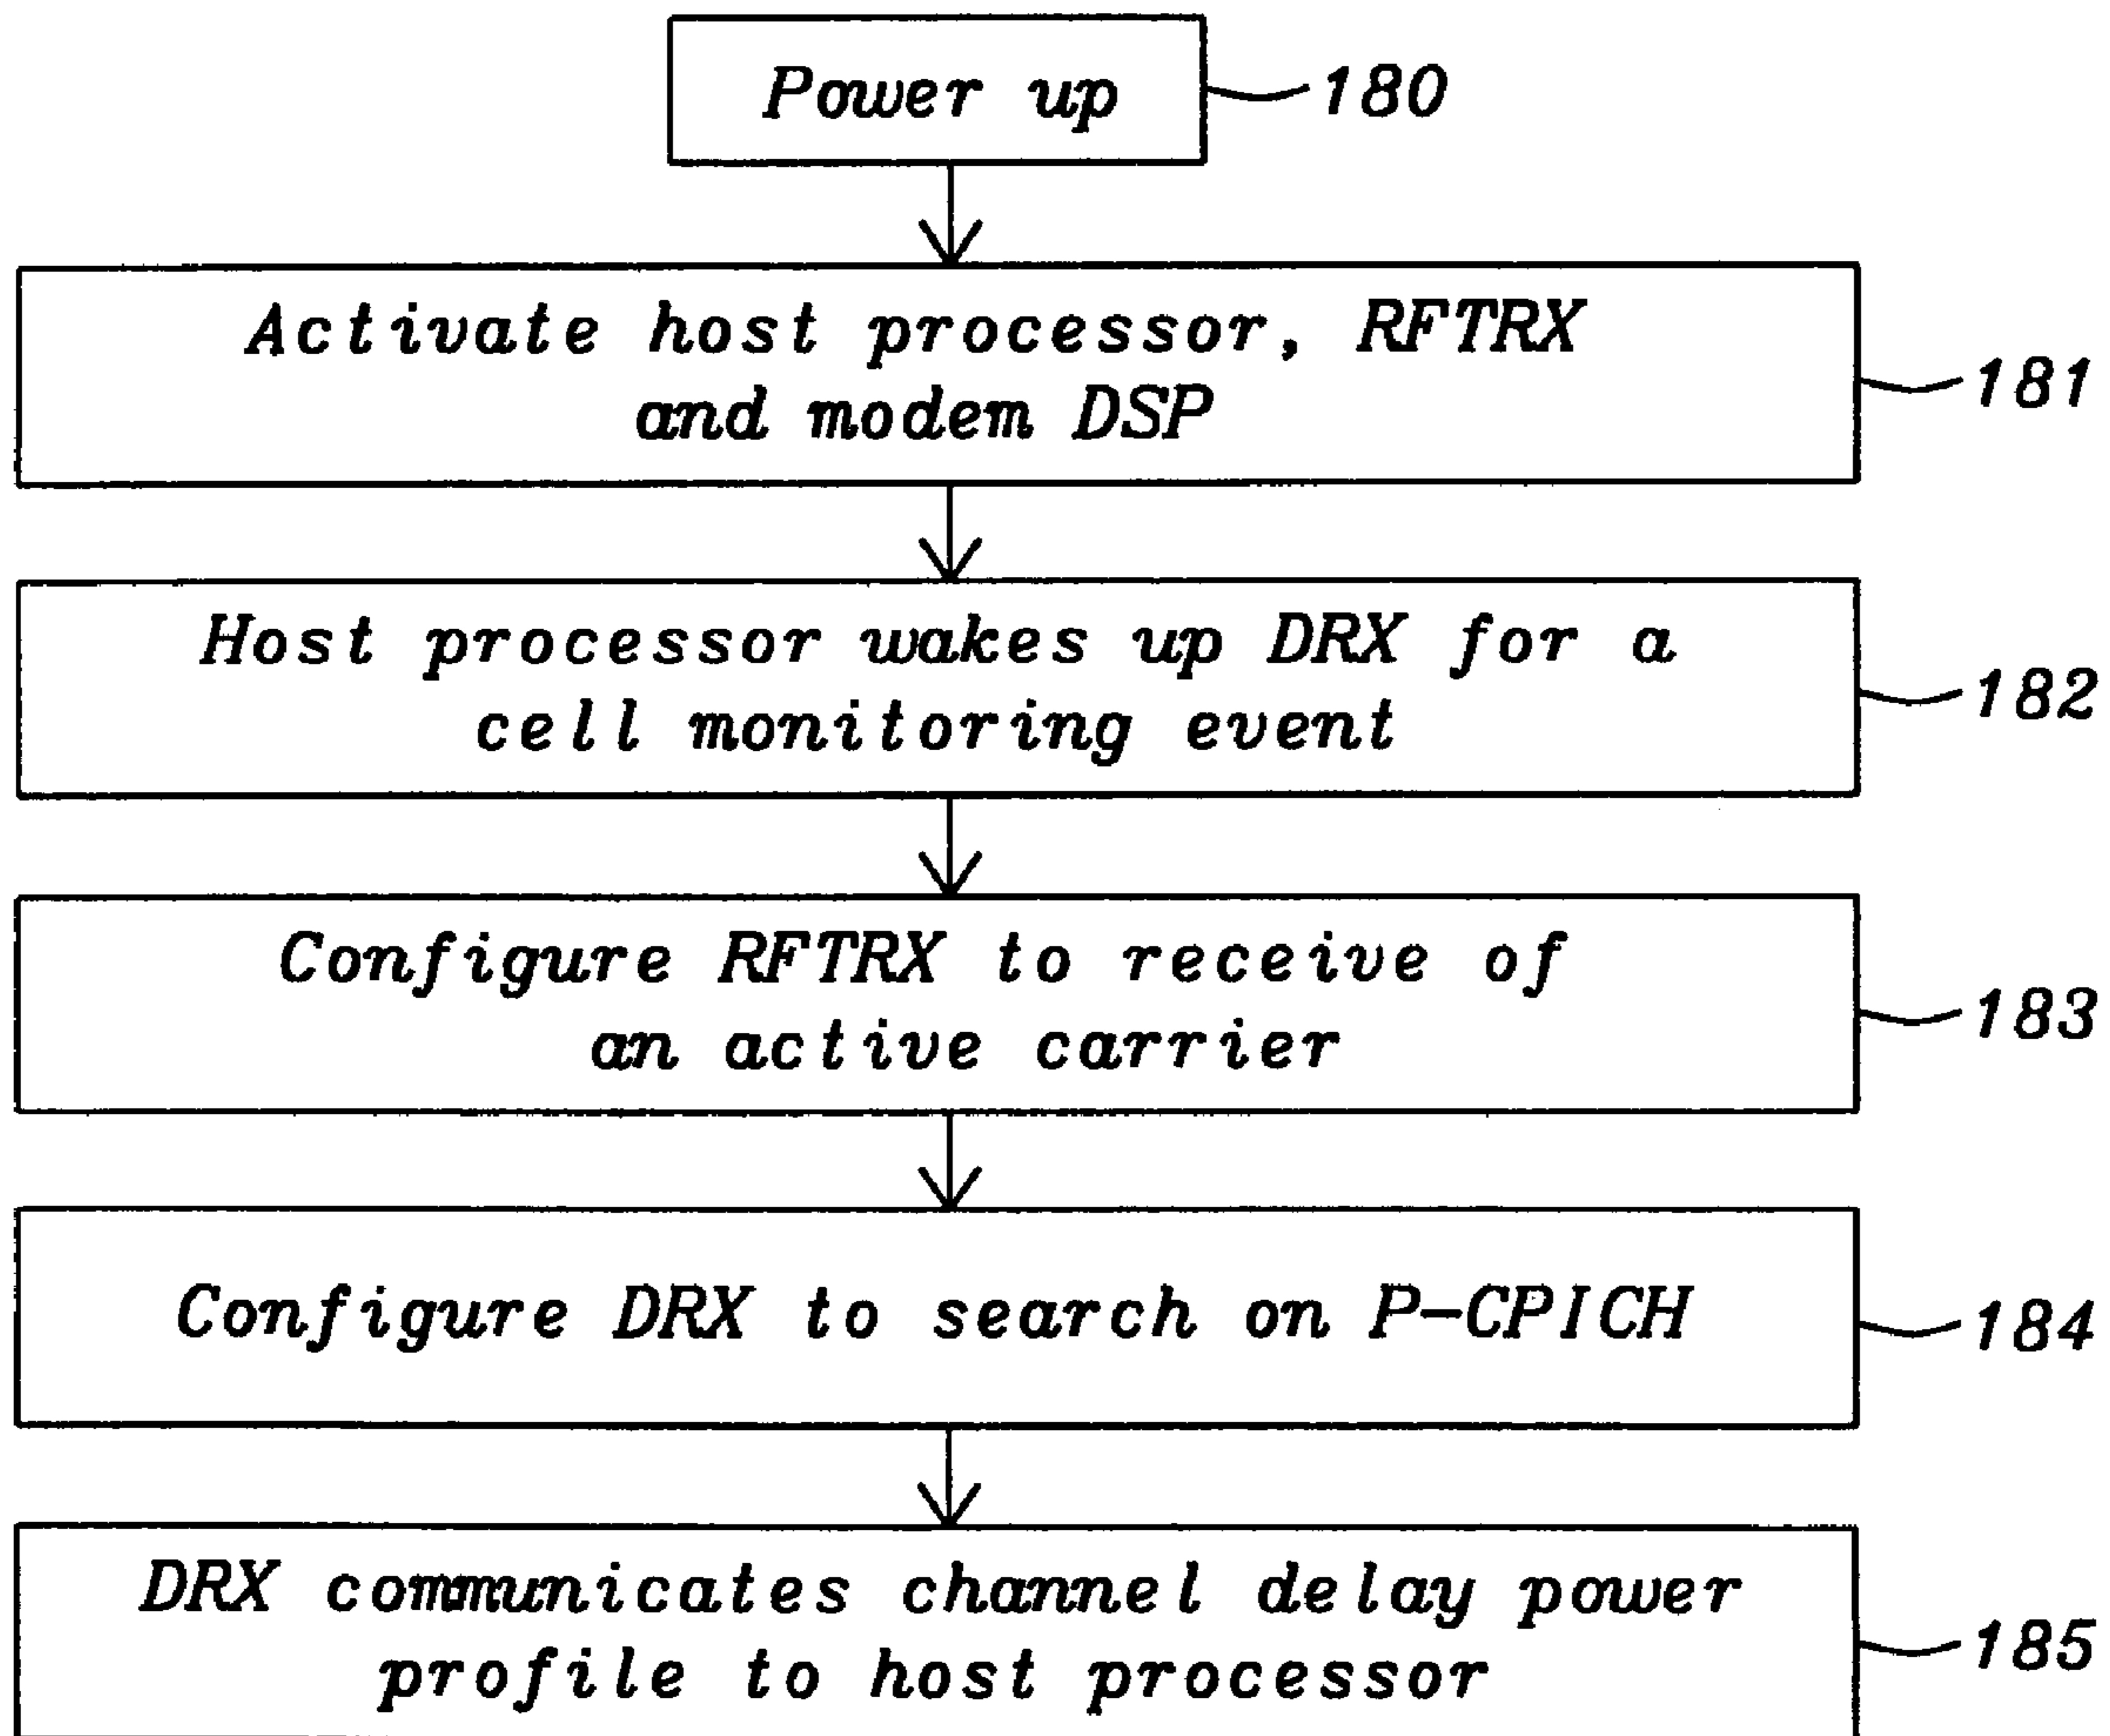 Power up
180
Activate host processor, RFTRX
and modem DSP
181
Host processor wakes up DRX for a
cell monitoring event
182
Configure RFTRX to receive of
an active carrier
183
Configure DRX to search on P-CPICH
184
DRX communicates channel delay power
profile to host processor
185